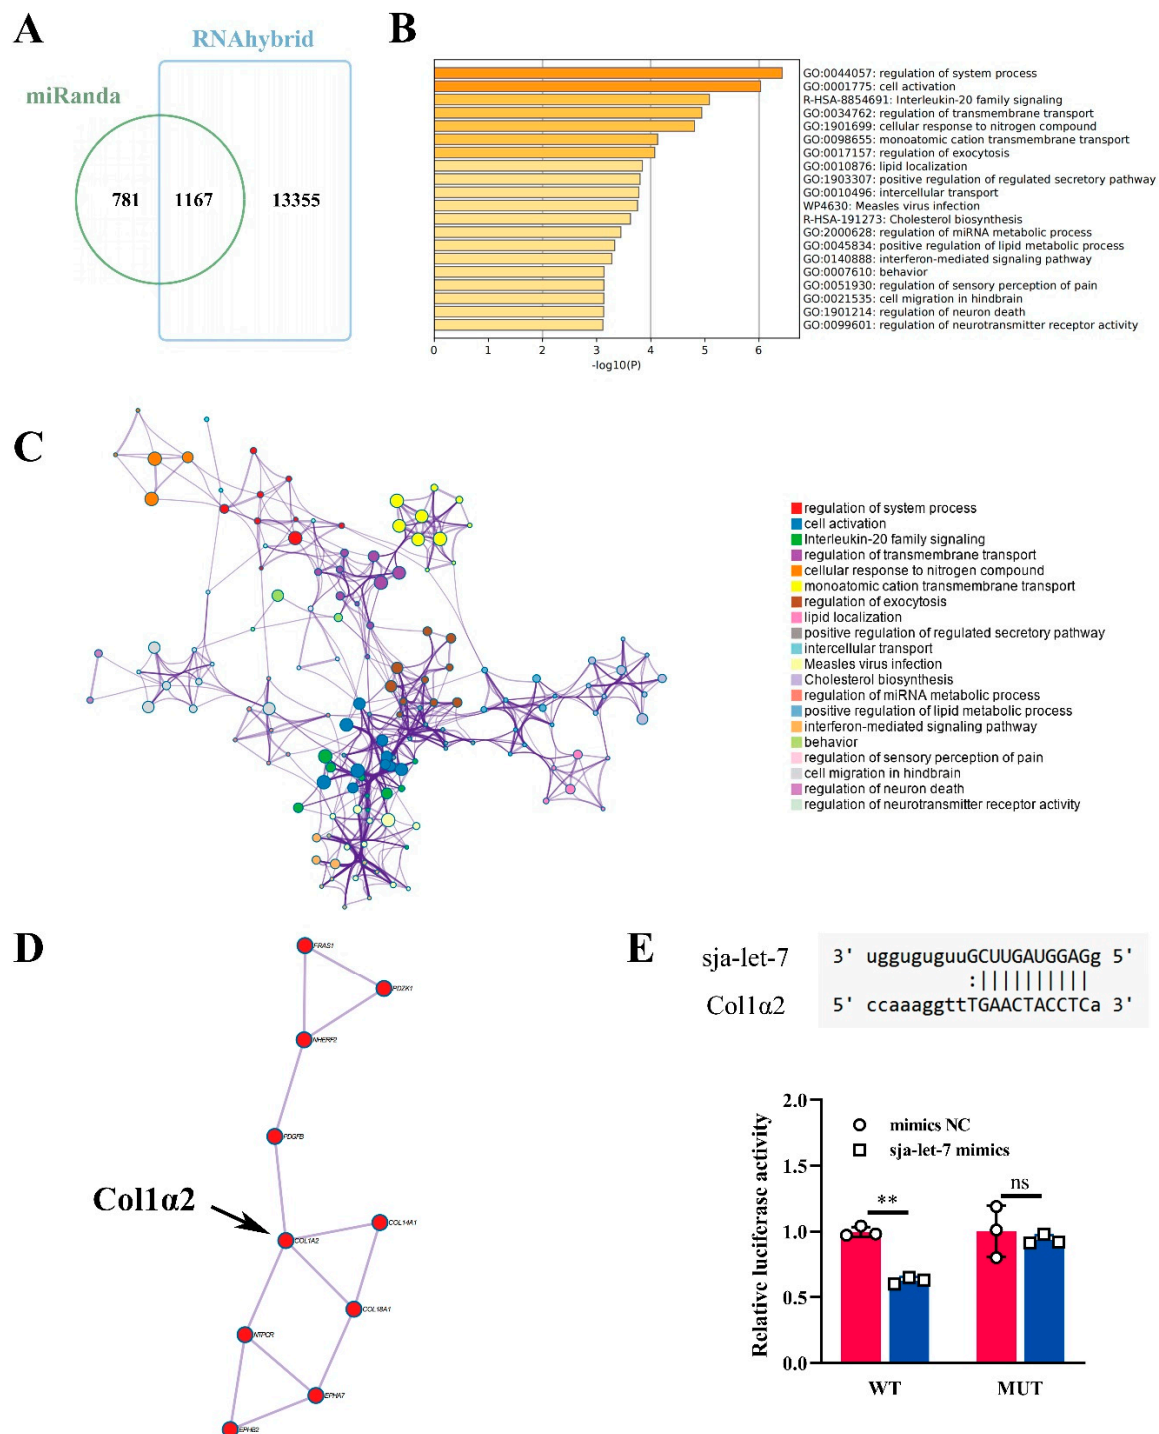 A
RNAhybrid
miRanda
781
1167
13355
B
GO:0044057: regulation of system process
GO:0001775: cell activation
R-HSA-8854691: Interleukin-20 family signaling
GO:0034762: regulation of transmembrane transport
GO:1901699: cellular response to nitrogen compound
GO:0098655: monoatomic cation transmembrane transport
GO:0017157: regulation of exocytosis
GO:0010876: lipid localization
GO:1903307: positive regulation of regulated secretory pathway
GO:0010496: intercellular transport
WP4630: Measles virus infection
R-HSA-191273: Cholesterol biosynthesis
GO:2000628: regulation of miRNA metabolic process
GO:0045834: positive regulation of lipid metabolic process
GO:0140888: interferon-mediated signaling pathway
GO:0007610: behavior
GO:0051930: regulation of sensory perception of pain
GO:0021535: cell migration in hindbrain
GO:1901214: regulation of neuron death
GO:0099601: regulation of neurotransmitter receptor activity
0 1 2 3 4 5 6
-log10(P)
C
regulation of system process
cell activation
Interleukin-20 family signaling
regulation of transmembrane transport
cellular response to nitrogen compound
monoatomic cation transmembrane transport
regulation of exocytosis
lipid localization
positive regulation of regulated secretory pathway
intercellular transport
Measles virus infection
Cholesterol biosynthesis
regulation of miRNA metabolic process
positive regulation of lipid metabolic process
interferon-mediated signaling pathway
behavior
regulation of sensory perception of pain
cell migration in hindbrain
regulation of neuron death
regulation of neurotransmitter receptor activity
D
FRAS1
PDZK1
NHERF2
PDGFB
Col1α2
COL14A1
COL1A2
COL18A1
NTPCR
EPHA7
EPHB2
E
sja-let-7 3' ugguguguuGCUUGAUGGAGg 5'
:||||||||||
Col1α2 5' ccaaaggttTGAACTACCTCa 3'
Relative luciferase activity
2.0
1.5
1.0
0.5
0.0
mimics NC
sja-let-7 mimics
**
ns
WT
MUT